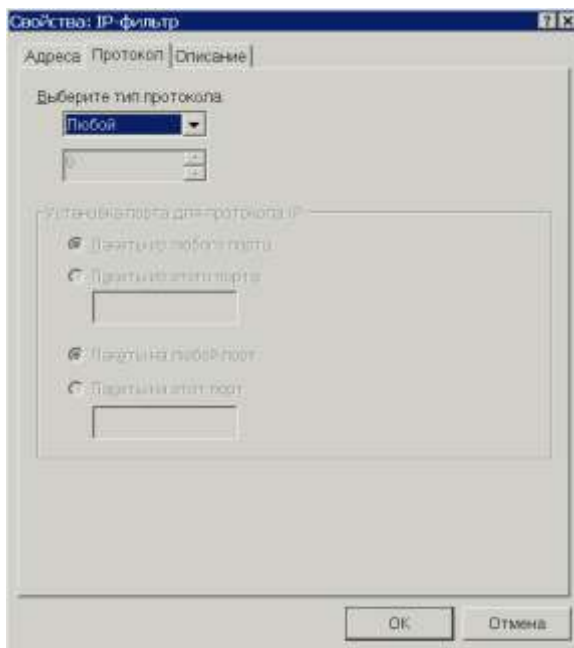 Свойства: IP-фильтр
Адреса Протокол Описание
Выберите тип протокола:
Любой
0
Установка порта для протокола IP
Пакеты из любого порта
Пакеты из этого порта
Пакеты на любой порт
Пакеты на этот порт
OK Отмена